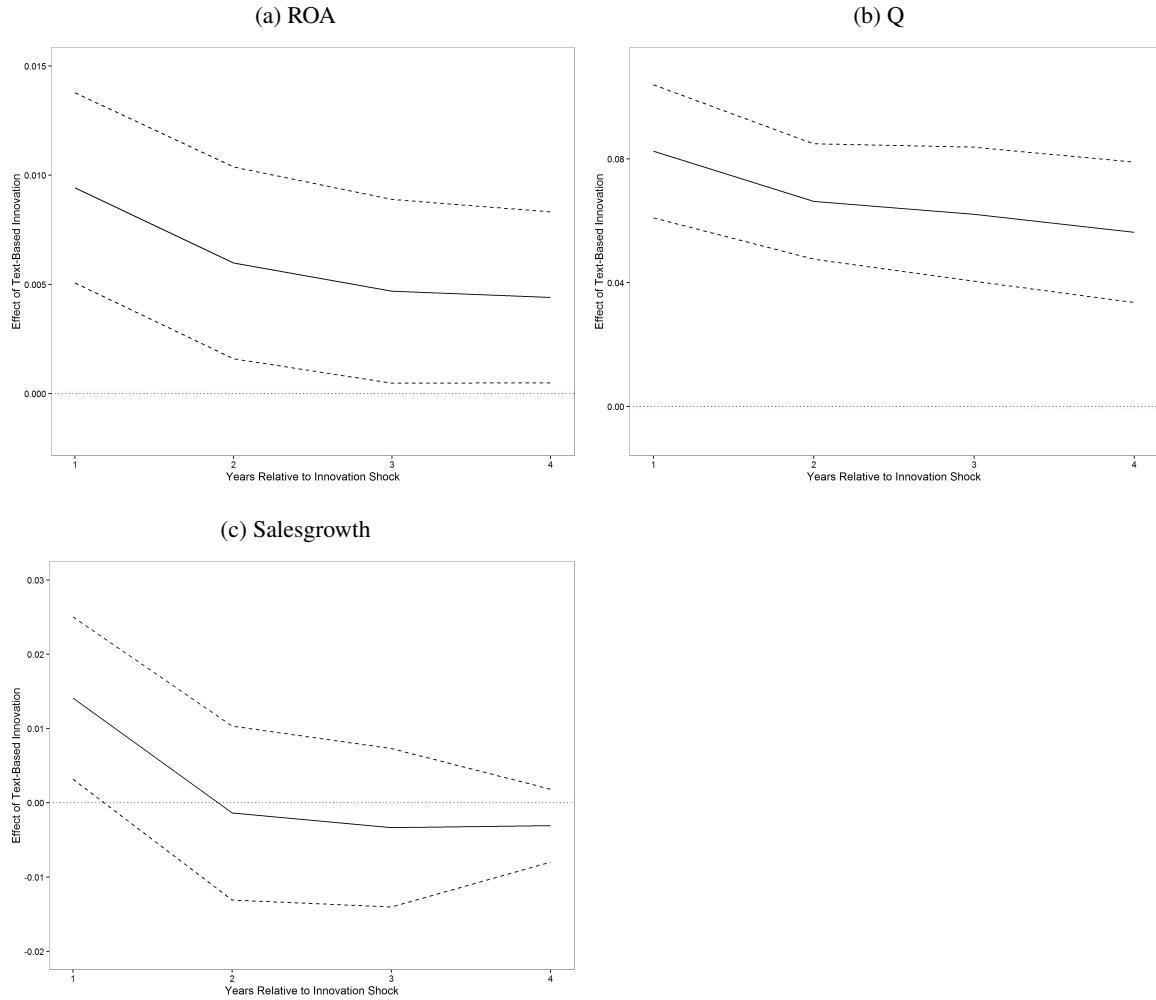 (a) ROA
0.015
0.010
0.005
0.000
Effect of Text-Based Innovation
1 2 3 4
Years Relative to Innovation Shock
(b) Q
0.08
0.04
0.00
Effect of Text-Based Innovation
1 2 3 4
Years Relative to Innovation Shock
(c) Salesgrowth
0.03
0.02
0.01
0.00
-0.01
-0.02
Effect of Text-Based Innovation
1 2 3 4
Years Relative to Innovation Shock